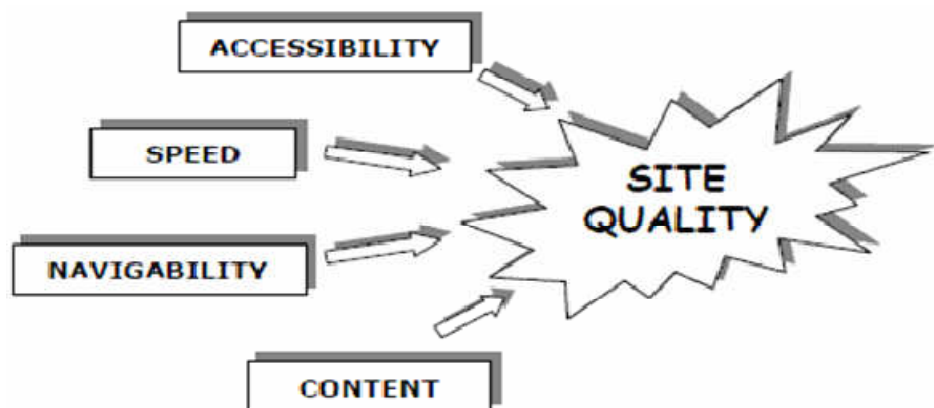 ACCESSIBILITY
SPEED
SITE
QUALITY
NAVIGABILITY
CONTENT